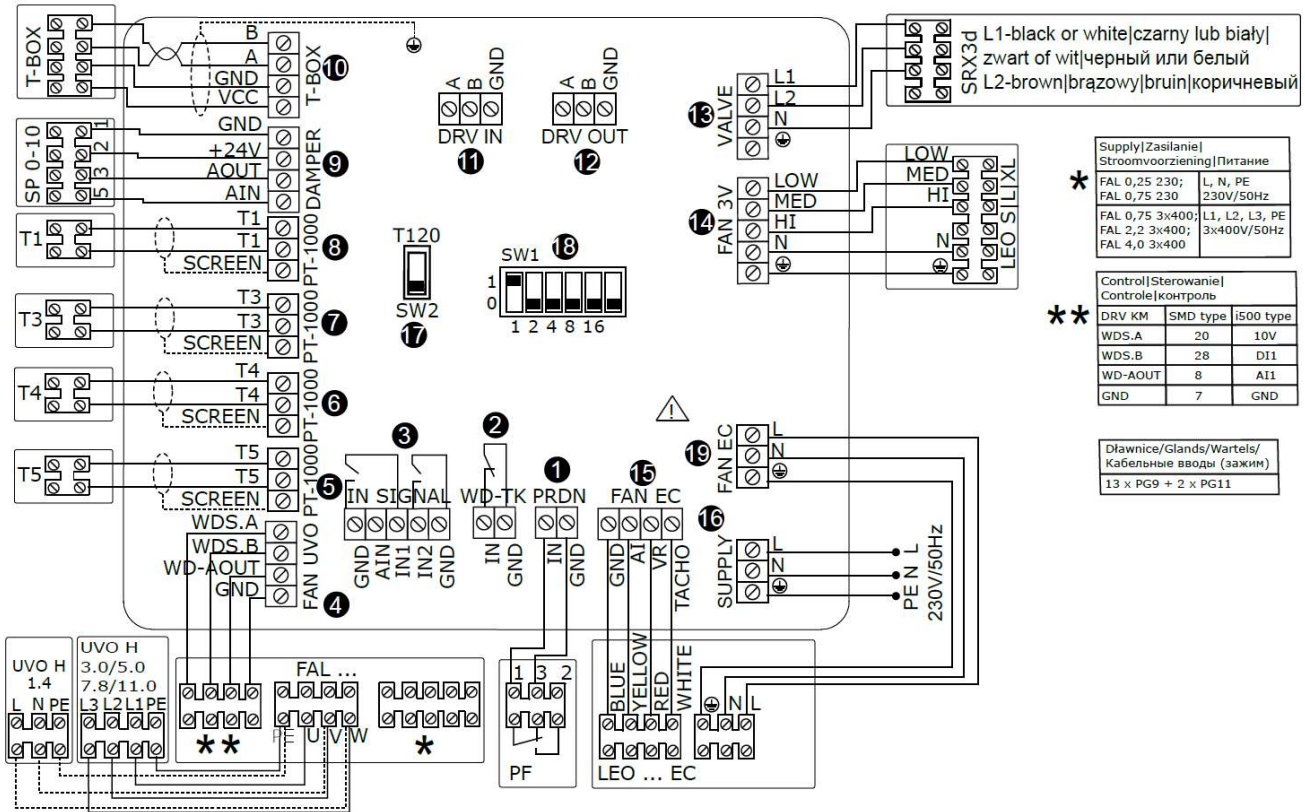 T-BOX
B
A
GND
VCC
T-BOX
10
SP 0-10
1
2
3
5
GND
+24V
AOUT
AIN
DAMPER
9
T1
T1
T1
SCREEN
PT-1000
8
T3
T3
T3
SCREEN
PT-1000
7
T4
T4
T4
SCREEN
PT-1000
6
T5
T5
T5
SCREEN
PT-1000
5
WDS.A
WDS.B
WD-AOUT
GND
FAN UVO
4
A
B
GND
DRV IN
11
A
B
GND
DRV OUT
12
T120
SW2
17
SW1
18
1
0
1 2 4 8 16
3
IN SIGNAL
GND
AIN
IN1
IN2
GND
2
WD-TK
IN
GND
1
PRDN
IN
GND
15
FAN EC
GND
AI
VR
TACHO
13
VALVE
L1
L2
N
14
FAN 3V
LOW
MED
HI
N
19
FAN EC
L
N
16
SUPPLY
L
N
PE N L
230V/50Hz
SRX3d
L1-black or white|czarny lub biały|
zwart of wit|черный или белый
L2-brown|brązowy|bruin|коричневый
LOW
MED
HI
N
LEO S|L|XL
*
Supply|Zasilanie|
Stroomvoorziening|Питание
FAL 0,25 230; L, N, PE
FAL 0,75 230 230V/50Hz
FAL 0,75 3x400; L1, L2, L3, PE
FAL 2,2 3x400; 3x400V/50Hz
FAL 4,0 3x400
**
Control|Sterowanie|
Controle|контроль
DRV KM SMD type i500 type
WDS.A 20 10V
WDS.B 28 DI1
WD-AOUT 8 AI1
GND 7 GND
Dławnice/Glands/Wartels/
Кабельные вводы (зажим)
13 x PG9 + 2 x PG11
UVO H
1.4
L N PE
UVO H
3.0/5.0
7.8/11.0
L3 L2 L1 PE
FAL ...
**
PE U V W
*
1 3 2
PF
BLUE
YELLOW
RED
WHITE
N L
LEO ... EC